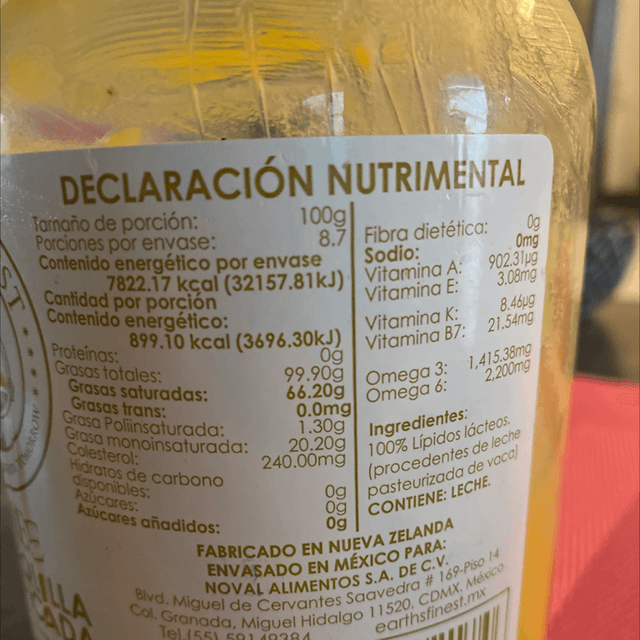 DECLARACIÓN NUTRIMENTAL
Tamaño de porción: 100g
Porciones por envase: 8.7
Contenido energético por envase
7822.17 kcal (32157.81kJ)
Cantidad por porción
Contenido energético:
899.10 kcal (3696.30kJ)
Proteínas: 0g
Grasas totales: 99.90g
Grasas saturadas: 66.20g
Grasas trans: 0.0mg
Grasa Poliinsaturada: 1.30g
Grasa monoinsaturada: 20.20g
Colesterol: 240.00mg
Hidratos de carbono
disponibles: 0g
Azúcares: 0g
Azúcares añadidos: 0g
Fibra dietética: 0g
Sodio: 0mg
Vitamina A: 902.31µg
Vitamina E: 3.08mg
Vitamina K: 8.46µg
Vitamina B7: 21.54mg
Omega 3: 1,415.38mg
Omega 6: 2,200mg
Ingredientes:
100% Lípidos lácteos.
(procedentes de leche
pasteurizada de vaca)
CONTIENE: LECHE.
FABRICADO EN NUEVA ZELANDA
ENVASADO EN MÉXICO PARA:
NOVAL ALIMENTOS S.A. DE C.V.
Blvd. Miguel de Cervantes Saavedra # 169-Piso 14
Col. Granada, Miguel Hidalgo 11520, CDMX, México
Tel.(55) 59149384
earthsfinest.mx